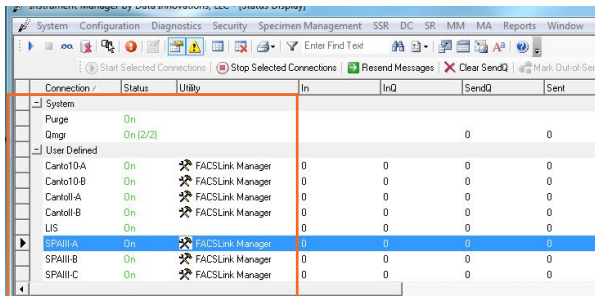 Instrument Manager by Data Innovations, LLC - [Status Display]
System Configuration Diagnostics Security Specimen Management SSR DC SR MM MA Reports Window
Enter Find Text
Start Selected Connections Stop Selected Connections Resend Messages Clear SendQ Mark Out-of-Ser
Connection Status Utility In InQ SendQ Sent
System
Purge On
Qmgr On (2/2) 0 0
User Defined
Canto10-A On FACSLink Manager 0 0 0 0
Canto10-B On FACSLink Manager 0 0 0 0
CantoII-A On FACSLink Manager 0 0 0 0
CantoII-B On FACSLink Manager 0 0 0 0
LIS On 0 0 0 0
SPAIII-A On FACSLink Manager 0 0 0 0
SPAIII-B On FACSLink Manager 0 0 0 0
SPAIII-C On FACSLink Manager 0 0 0 0